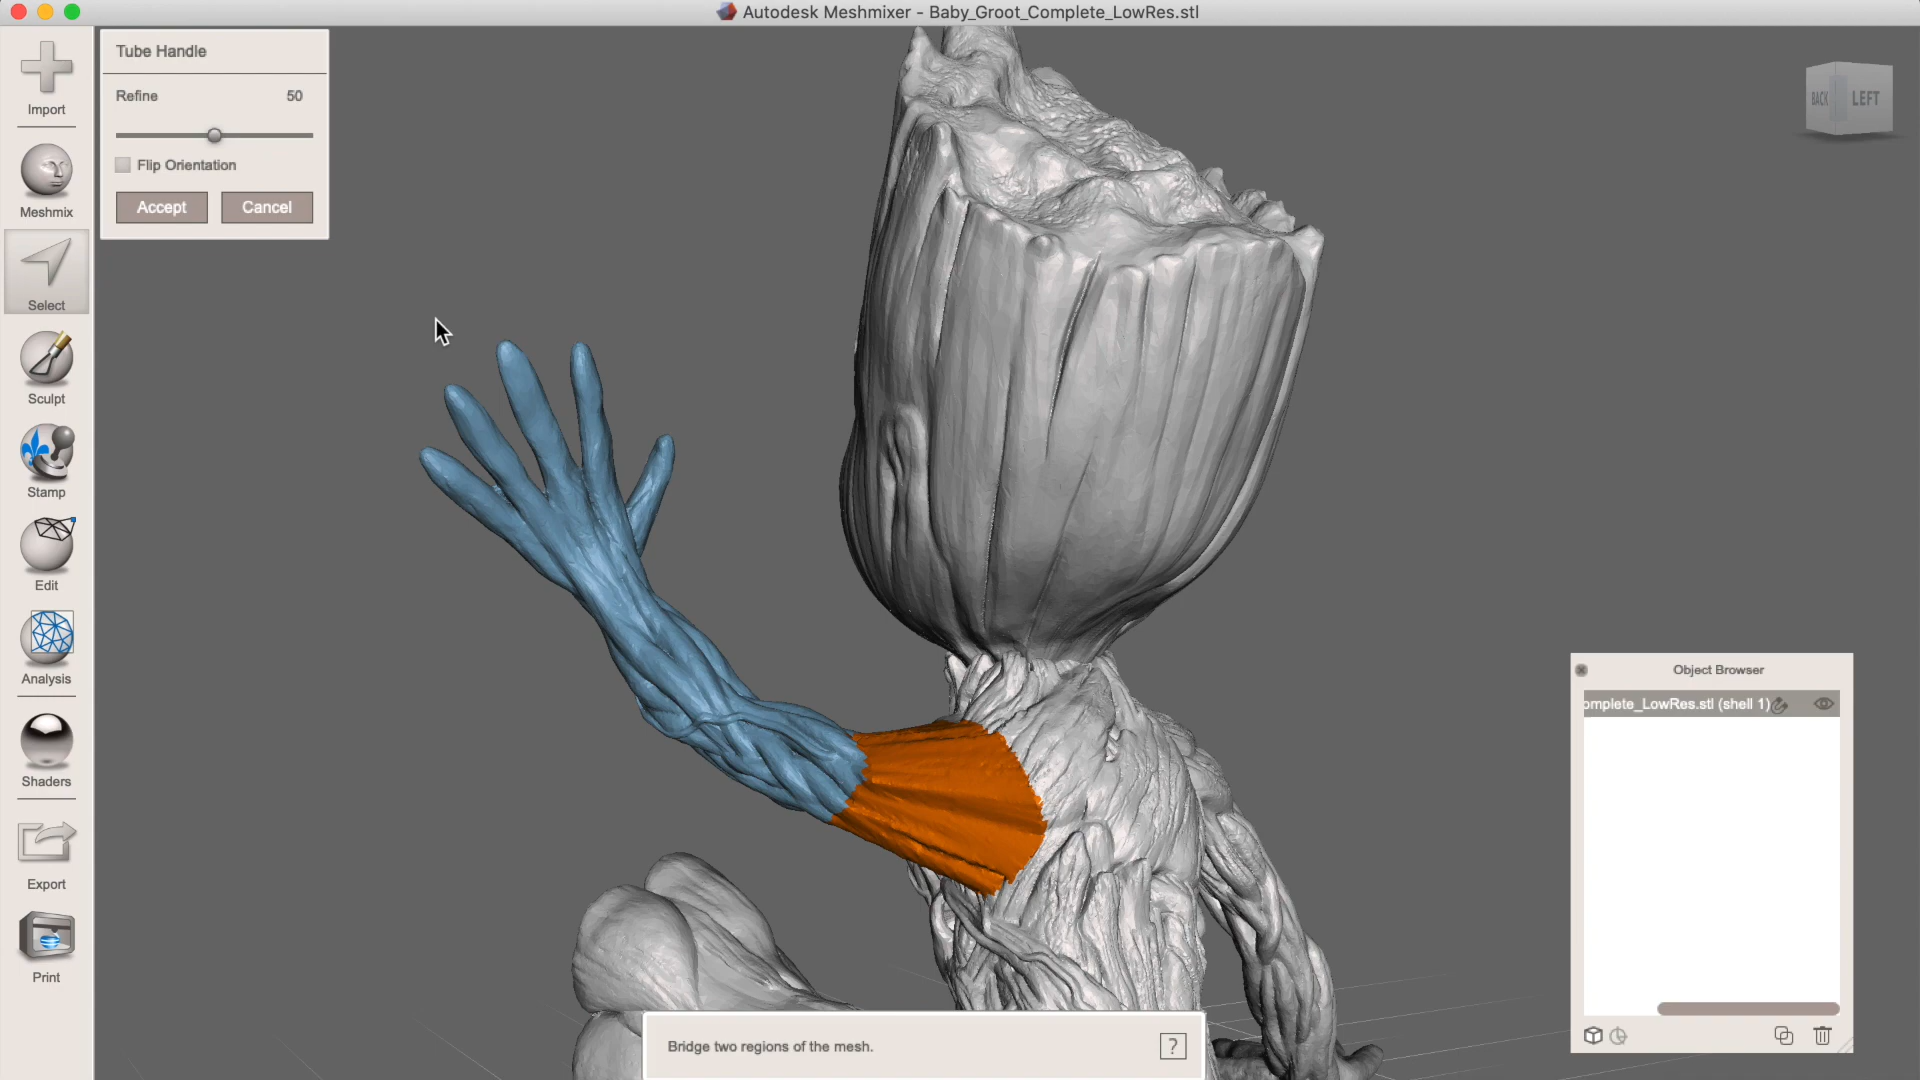 Autodesk Meshmixer - Baby_Groot_Complete_LowRes.stl
Import
Meshmix
Select
Sculpt
Stamp
Edit
Analysis
Shaders
Export
Print
Tube Handle
Refine 50
Flip Orientation
Accept Cancel
BACK LEFT
Object Browser
omplete_LowRes.stl (shell 1)
Bridge two regions of the mesh. ?